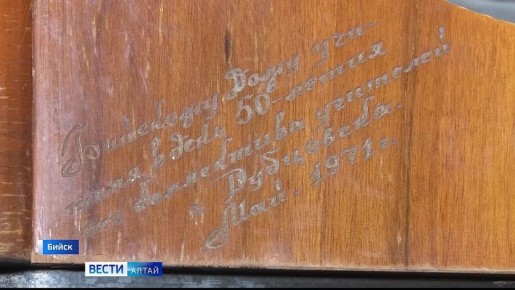 Бийскому Дому учи-
теля, в день 50-летия
от коллектива учителей
г. Рубцовска.
Май 1971 г.
Бийск
ВЕСТИ АЛТАЙ